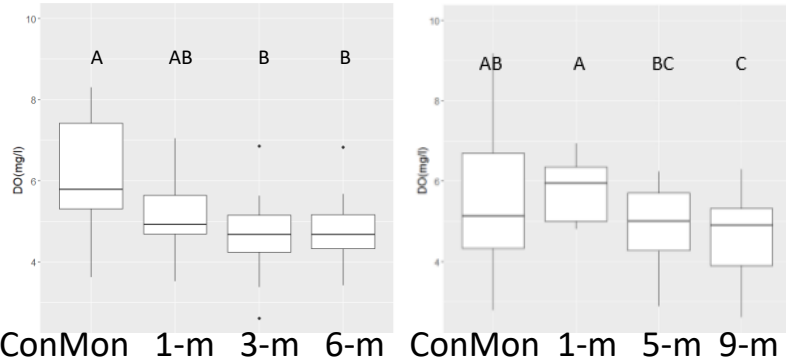 10
8
6
4
DO(mg/l)
A AB B B
ConMon 1-m 3-m 6-m
10
8
6
4
DO(mg/l)
AB A BC C
ConMon 1-m 5-m 9-m